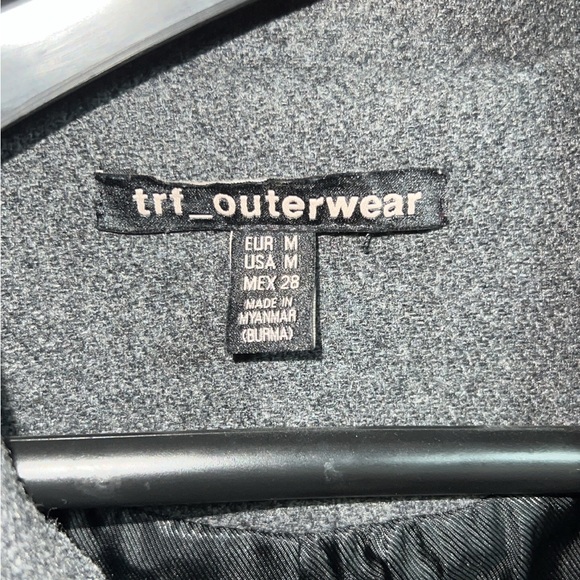 trf_outerwear
EUR M
USA M
MEX 28
MADE IN
MYANMAR
(BURMA)